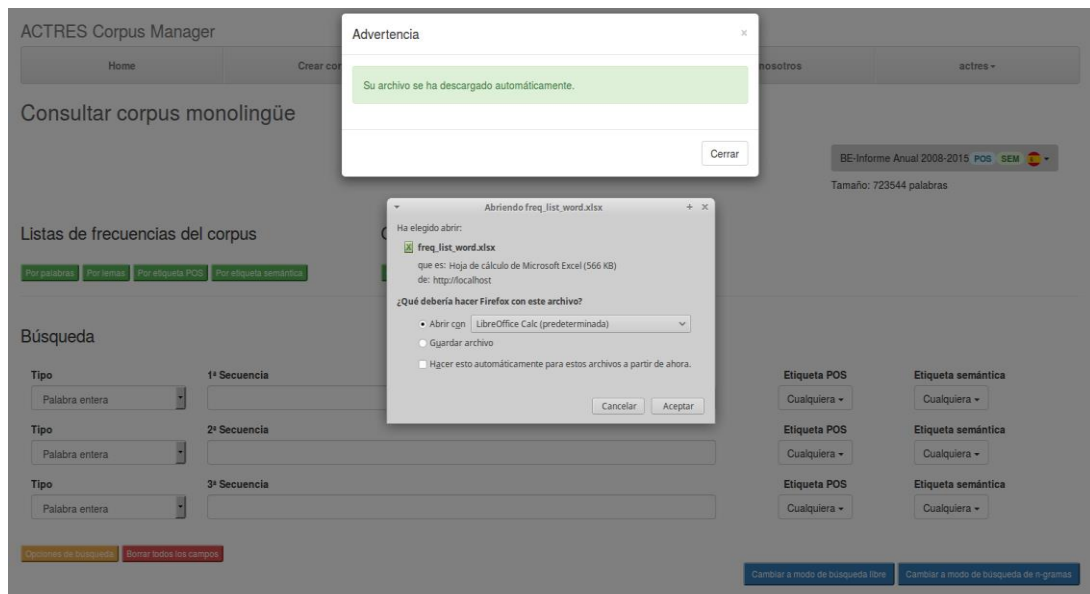 ACTRES Corpus Manager
Advertencia
×
Home
Crear cor
nosotros
actres
Su archivo se ha descargado automáticamente.
Consultar corpus monolingüe
Cerrar
BE-Informe Anual 2008-2015 POS SEM
Tamaño: 723544 palabras
Abriendo freq_list_word.xlsx
Ha elegido abrir:
freq_list_word.xlsx
que es: Hoja de cálculo de Microsoft Excel (566 KB)
de: http://localhost
¿Qué debería hacer Firefox con este archivo?
Abrir con LibreOffice Calc (predeterminada)
Guardar archivo
Hacer esto automáticamente para estos archivos a partir de ahora.
Cancelar Aceptar
Listas de frecuencias del corpus
Por palabras Por lemas Por etiqueta POS Por etiqueta semántica
Búsqueda
Tipo 1ª Secuencia Etiqueta POS Etiqueta semántica
Palabra entera Cualquiera Cualquiera
Tipo 2ª Secuencia Etiqueta POS Etiqueta semántica
Palabra entera Cualquiera Cualquiera
Tipo 3ª Secuencia Etiqueta POS Etiqueta semántica
Palabra entera Cualquiera Cualquiera
Opciones de búsqueda Borrar todos los campos
Cambiar a modo de búsqueda libre Cambiar a modo de búsqueda de n-gramas